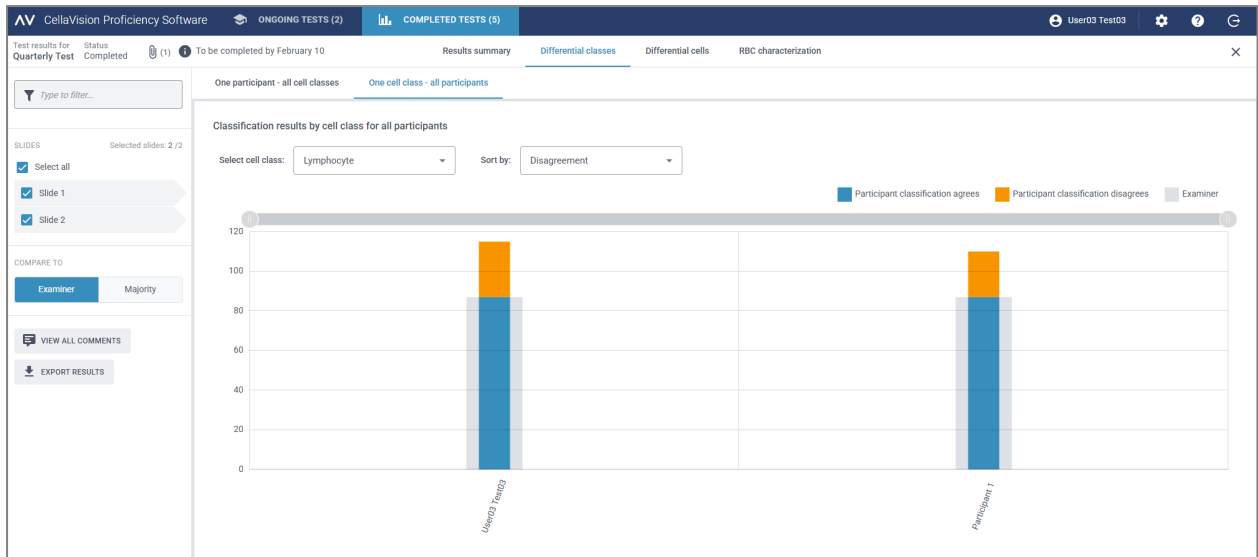 CellaVision Proficiency Software ONGOING TESTS (2) COMPLETED TESTS (5) User03 Test03
Test results for Status
Quarterly Test Completed (1) To be completed by February 10 Results summary Differential classes Differential cells RBC characterization
Type to filter...
One participant - all cell classes One cell class - all participants
Classification results by cell class for all participants
SLIDES Selected slides: 2 /2
Select cell class: Lymphocyte Sort by: Disagreement
Select all
Slide 1
Participant classification agrees Participant classification disagrees Examiner
Slide 2
120
COMPARE TO
100
Examiner Majority
80
VIEW ALL COMMENTS
60
EXPORT RESULTS
40
20
0
User03 Test03
Participant 1